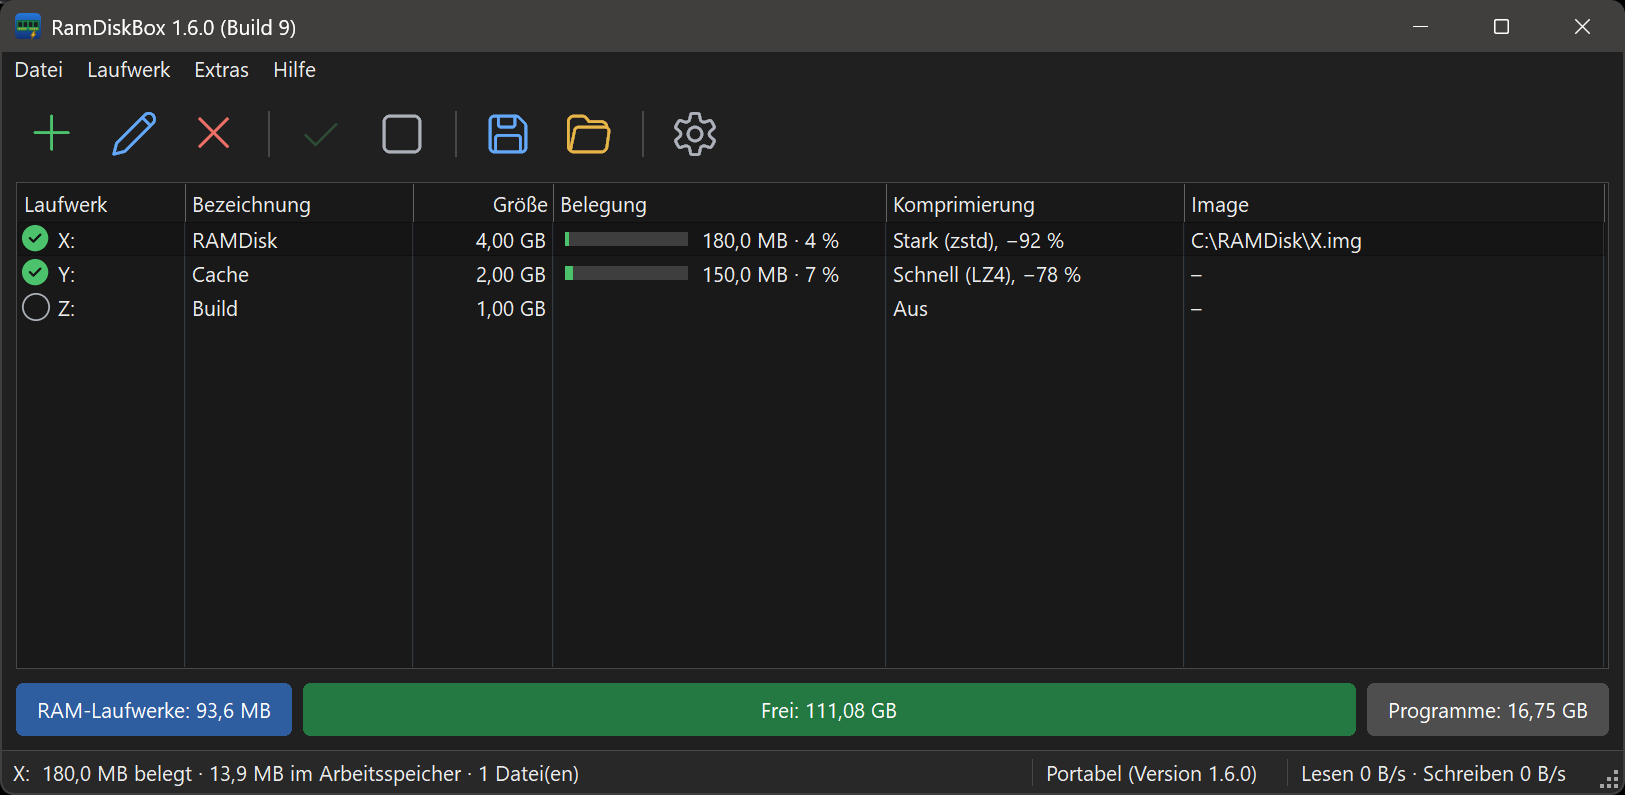 RamDiskBox 1.6.0 (Build 9)
Datei Laufwerk Extras Hilfe
Laufwerk Bezeichnung Größe Belegung Komprimierung Image
X: RAMDisk 4,00 GB 180,0 MB · 4 % Stark (zstd), −92 % C:\RAMDisk\X.img
Y: Cache 2,00 GB 150,0 MB · 7 % Schnell (LZ4), −78 % –
Z: Build 1,00 GB Aus –
RAM-Laufwerke: 93,6 MB Frei: 111,08 GB Programme: 16,75 GB
X: 180,0 MB belegt · 13,9 MB im Arbeitsspeicher · 1 Datei(en) Portabel (Version 1.6.0) Lesen 0 B/s · Schreiben 0 B/s